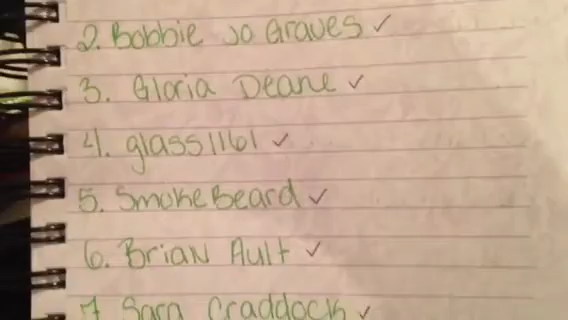 2. Bobbie Jo Graves ✓
3. Gloria Deane ✓
4. glass1161 ✓
5. SmokeBeard ✓
6. Brian Ault ✓
7. Sara Craddock ✓